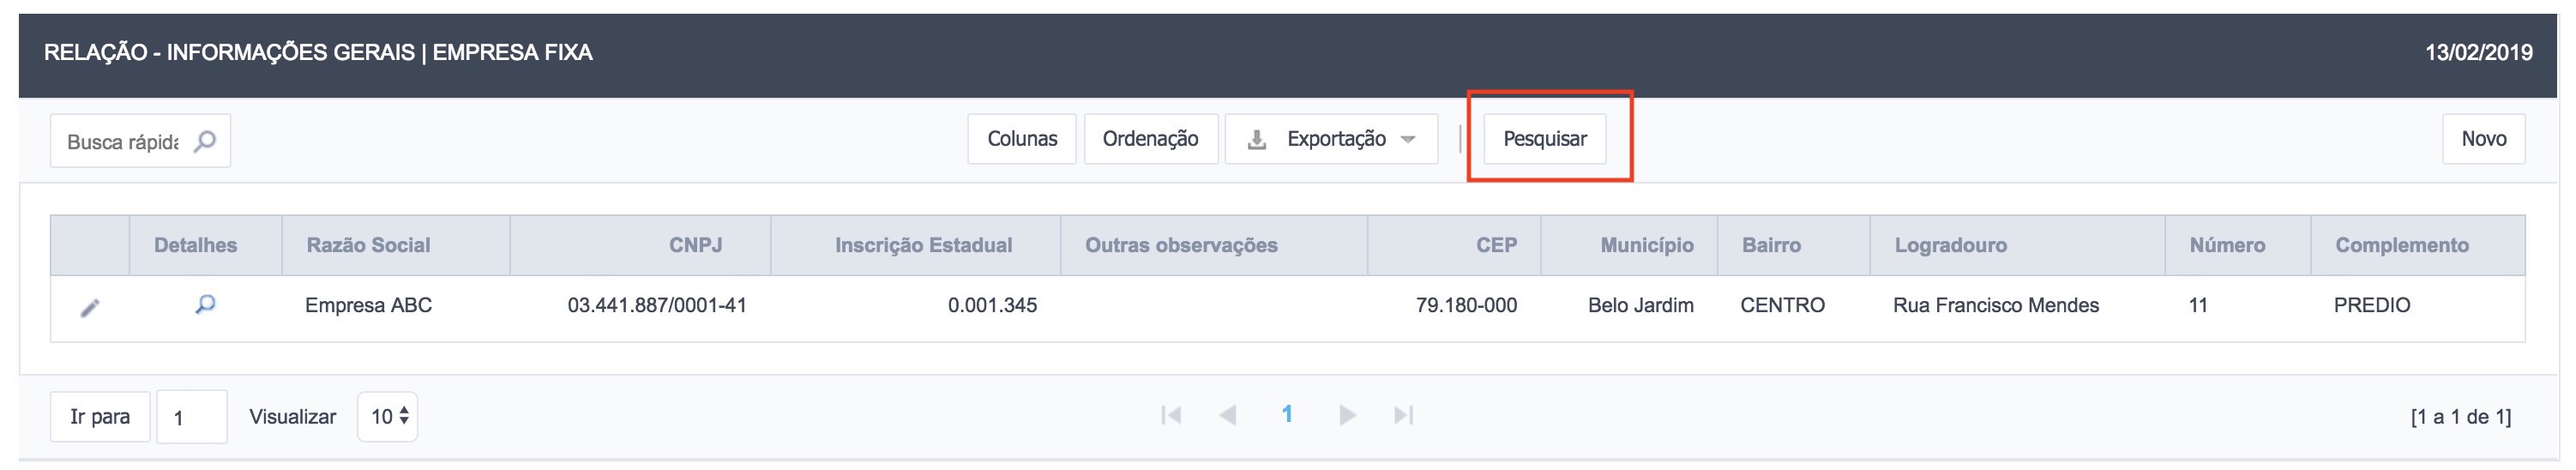 RELAÇÃO - INFORMAÇÕES GERAIS | EMPRESA FIXA 13/02/2019
Busca rápida Colunas Ordenação Exportação | Pesquisar Novo
Detalhes Razão Social CNPJ Inscrição Estadual Outras observações CEP Município Bairro Logradouro Número Complemento
Empresa ABC 03.441.887/0001-41 0.001.345 79.180-000 Belo Jardim CENTRO Rua Francisco Mendes 11 PREDIO
Ir para 1 Visualizar 10 1 [1 a 1 de 1]